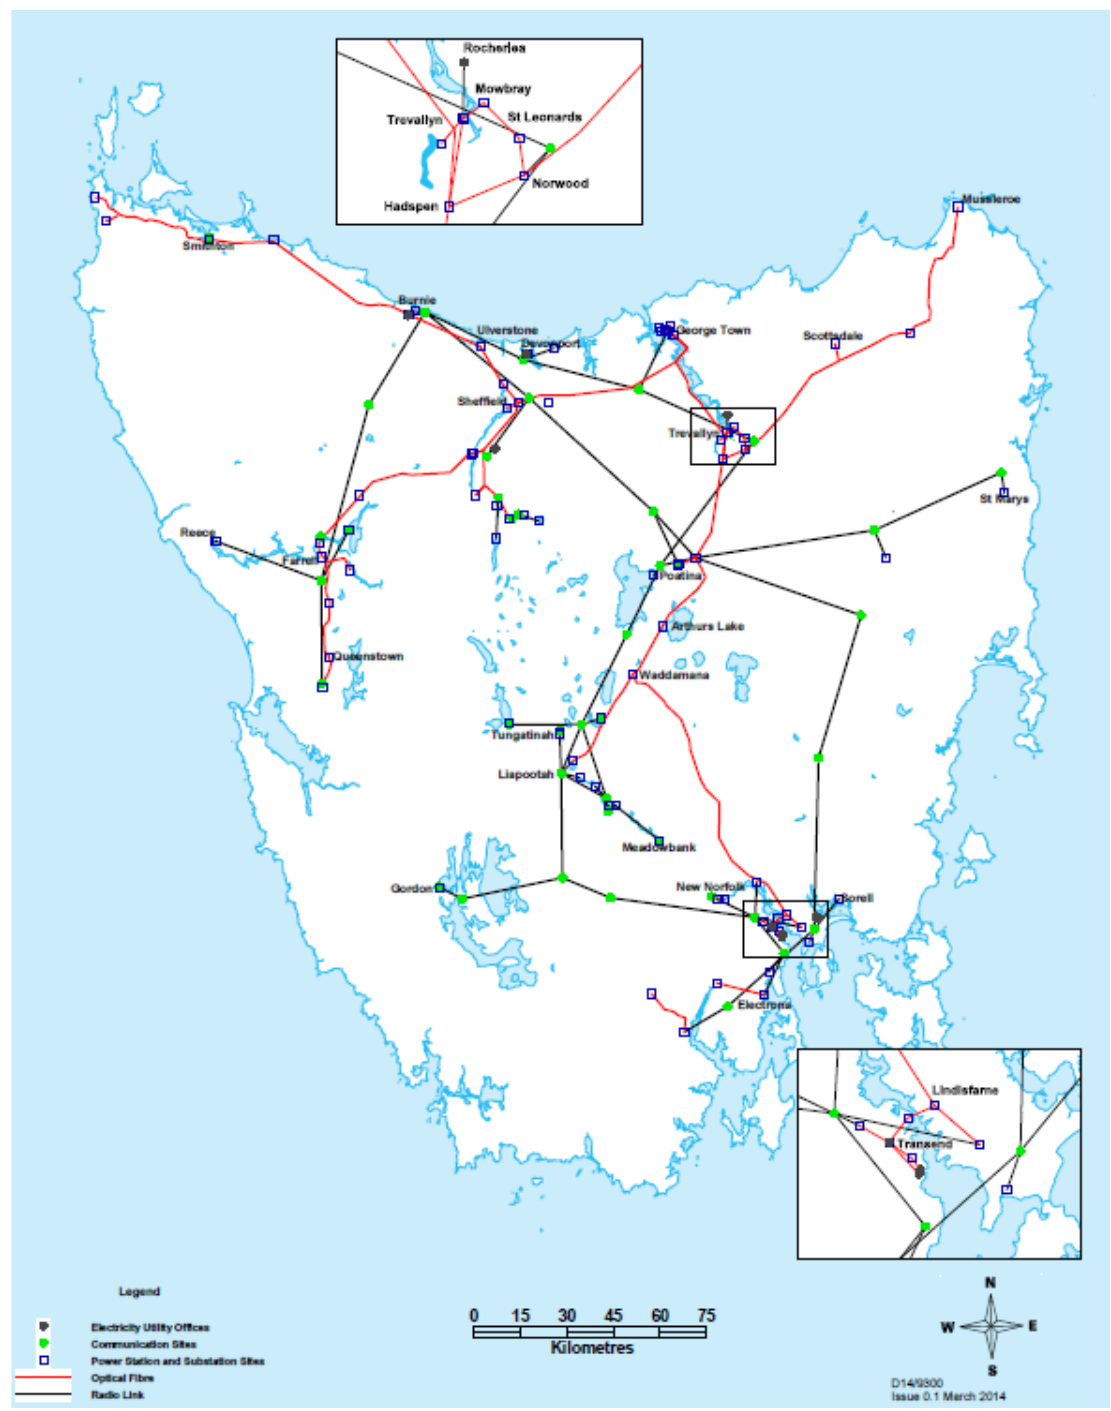 Rocherlea
Mowbray
Trevallyn
St Leonards
Norwood
Hadspen
Mussleroe
Smithton
Burnie
Ulverstone
Devonport
George Town
Scottsdale
Sheffield
Trevallyn
St Marys
Reece
Farrell
Poatina
Arthurs Lake
Queenstown
Waddamana
Tungatinah
Liapootah
Meadowbank
Gordon
New Norfolk
Sorell
Electrona
Lindisfarne
Transend
Legend
Electricity Utility Offices
Communication Sites
Power Station and Substation Sites
Optical Fibre
Radio Link
0 15 30 45 60 75
Kilometres
N
W E
S
D14/9300
Issue 0.1 March 2014